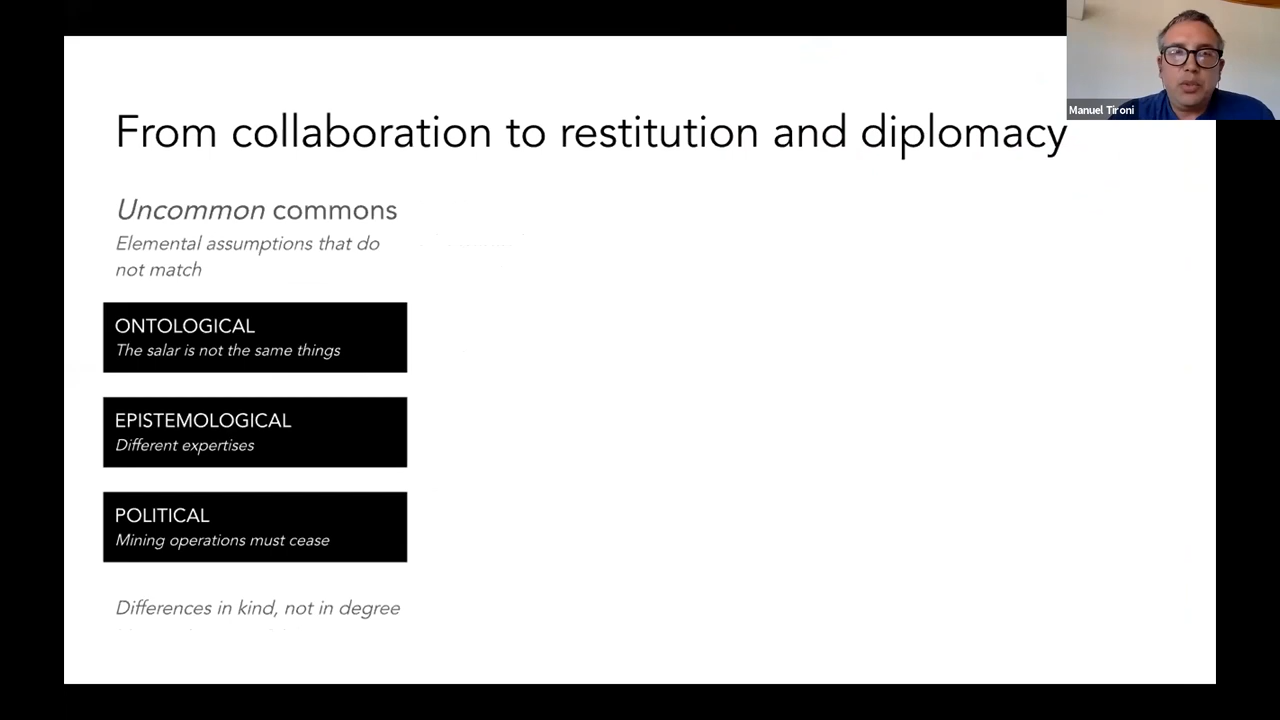 From collaboration to restitution and diplomacy
Manuel Tironi
Uncommon commons
Elemental assumptions that do
not match
ONTOLOGICAL
The salar is not the same things
EPISTEMOLOGICAL
Different expertises
POLITICAL
Mining operations must cease
Differences in kind, not in degree